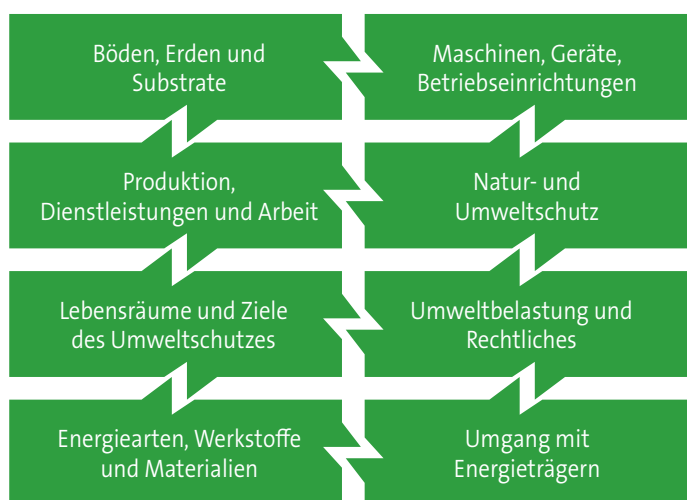 Böden, Erden und
Substrate
Maschinen, Geräte,
Betriebseinrichtungen
Produktion,
Dienstleistungen und Arbeit
Natur- und
Umweltschutz
Lebensräume und Ziele
des Umweltschutzes
Umweltbelastung und
Rechtliches
Energiearten, Werkstoffe
und Materialien
Umgang mit
Energieträgern